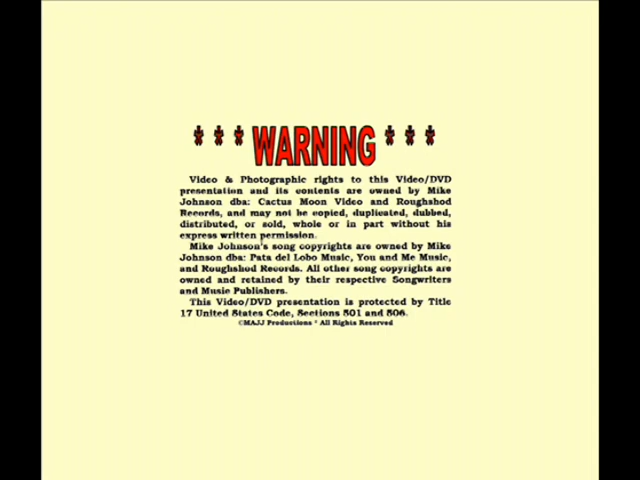 * * * WARNING * * *
Video & Photographic rights to this Video/DVD
presentation and its contents are owned by Mike
Johnson dba: Cactus Moon Video and Roughshod
Records, and may not be copied, duplicated, dubbed,
distributed, or sold, whole or in part without his
express written permission.
Mike Johnson's song copyrights are owned by Mike
Johnson dba: Pata del Lobo Music, You and Me Music,
and Roughshod Records. All other song copyrights are
owned and retained by their respective Songwriters
and Music Publishers.
This Video/DVD presentation is protected by Title
17 United States Code, Sections 501 and 506.
©MAJJ Productions * All Rights Reserved